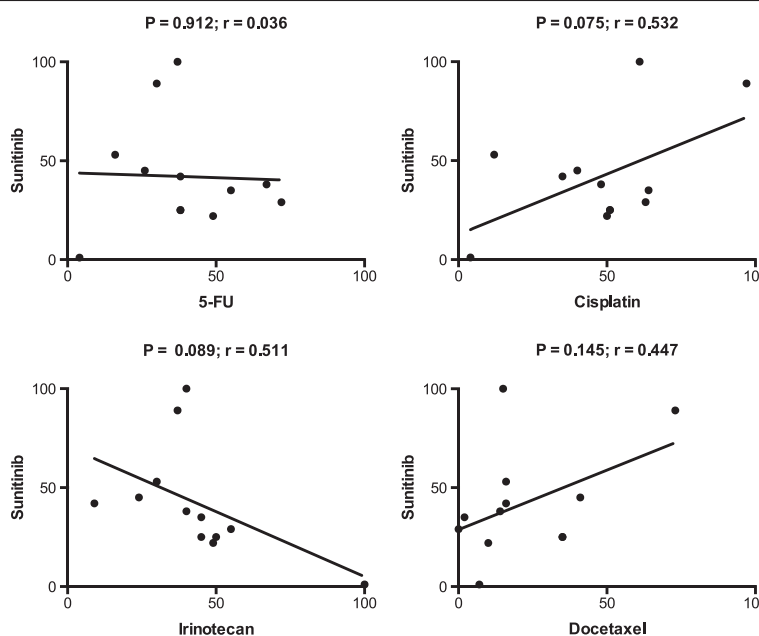 P = 0.912; r = 0.036
100
50
0
Sunitinib
0 50 100
5-FU
P = 0.075; r = 0.532
100
50
0
Sunitinib
0 50 10
Cisplatin
P = 0.089; r = 0.511
100
50
0
Sunitinib
0 50 100
Irinotecan
P = 0.145; r = 0.447
100
50
0
Sunitinib
0 50 10
Docetaxel